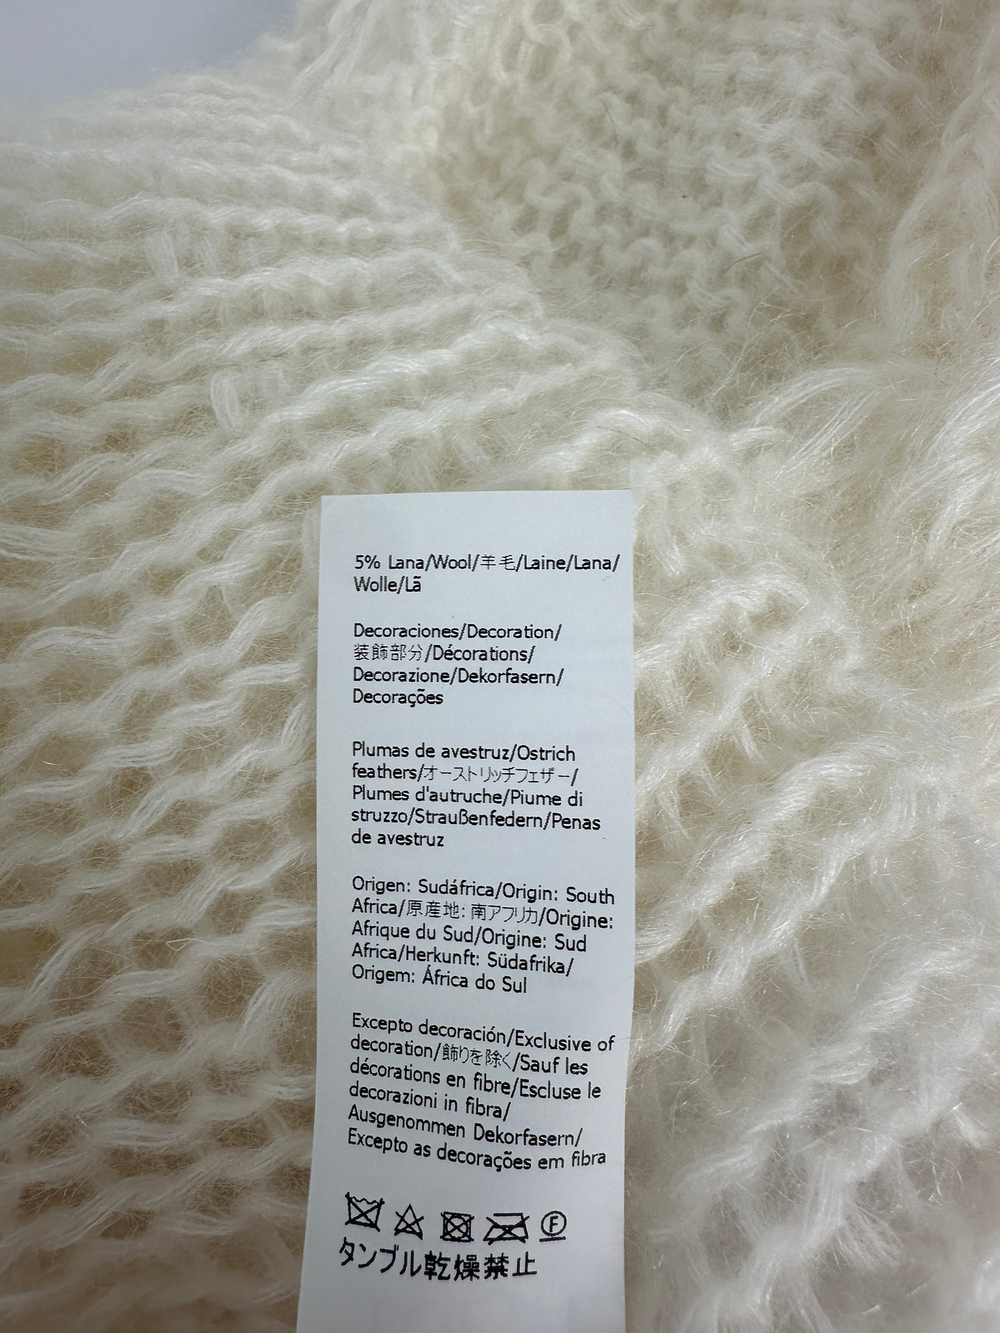 5% Lana/Wool/羊毛/Laine/Lana/
Wolle/Lã
Decoraciones/Decoration/
装飾部分/Décorations/
Decorazione/Dekorfasern/
Decorações
Plumas de avestruz/Ostrich
feathers/オーストリッチフェザー/
Plumes d'autruche/Piume di
struzzo/Straußenfedern/Penas
de avestruz
Origen: Sudáfrica/Origin: South
Africa/原産地: 南アフリカ/Origine:
Afrique du Sud/Origine: Sud
Africa/Herkunft: Südafrika/
Origem: África do Sul
Excepto decoración/Exclusive of
decoration/飾りを除く/Sauf les
décorations en fibre/Escluse le
decorazioni in fibra/
Ausgenommen Dekorfasern/
Excepto as decorações em fibra
F
タンブル乾燥禁止